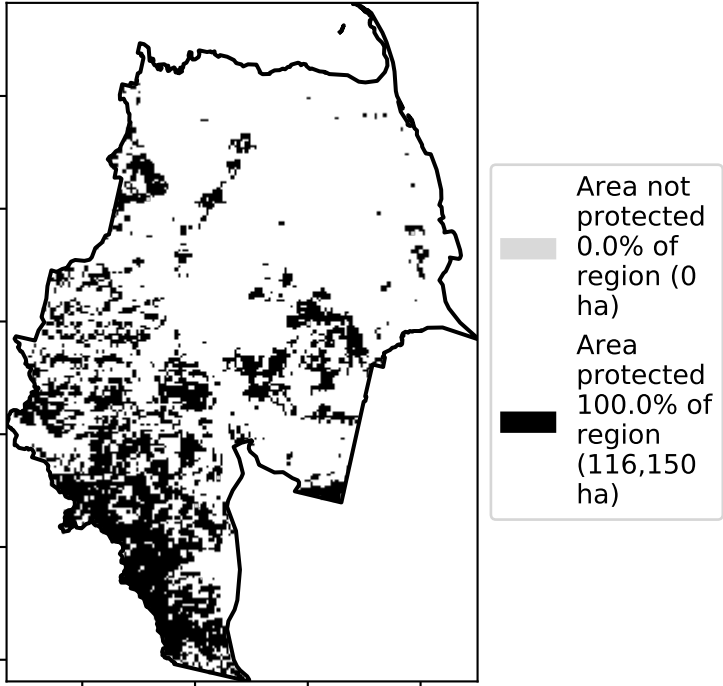 Area not
protected
0.0% of
region (0
ha)
Area
protected
100.0% of
region
(116,150
ha)